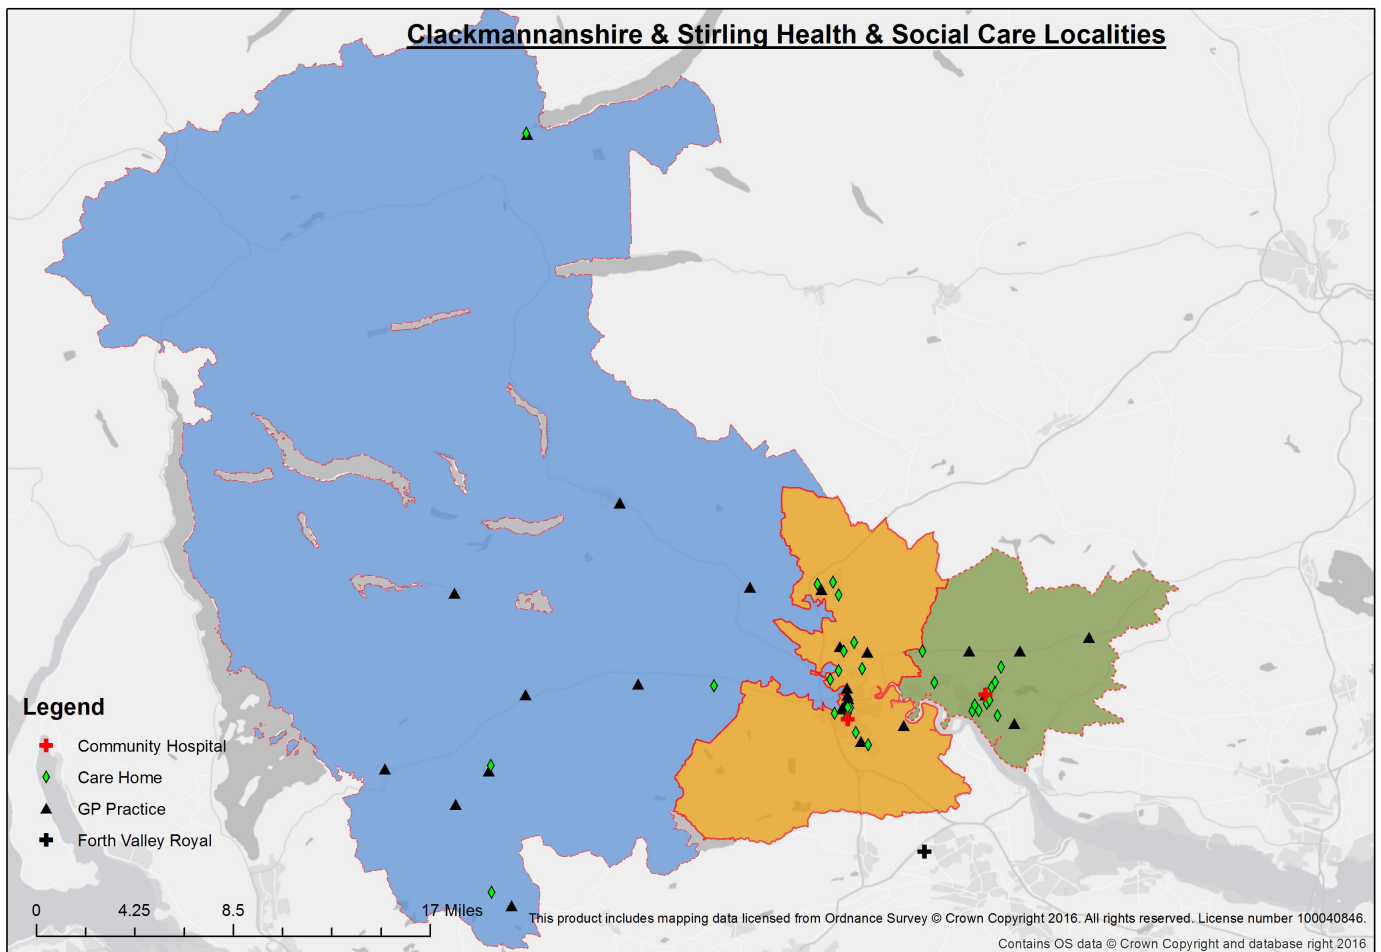 Clackmannanshire & Stirling Health & Social Care Localities
Legend
Community Hospital
Care Home
GP Practice
Forth Valley Royal
0 4.25 8.5 17 Miles
This product includes mapping data licensed from Ordnance Survey © Crown Copyright 2016. All rights reserved. License number 100040846.
Contains OS data © Crown Copyright and database right 2016